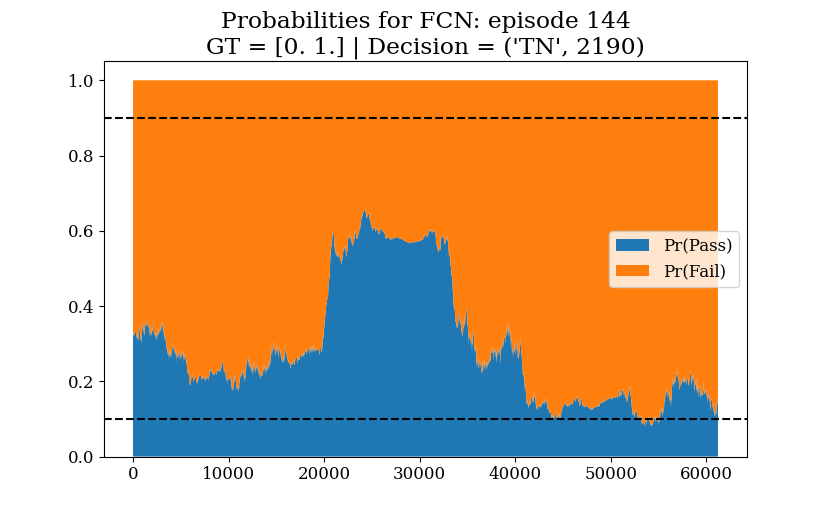 Probabilities for FCN: episode 144
GT = [0. 1.] | Decision = ('TN', 2190)
1.0
0.8
0.6
0.4
0.2
0.0
Pr(Pass)
Pr(Fail)
0 10000 20000 30000 40000 50000 60000